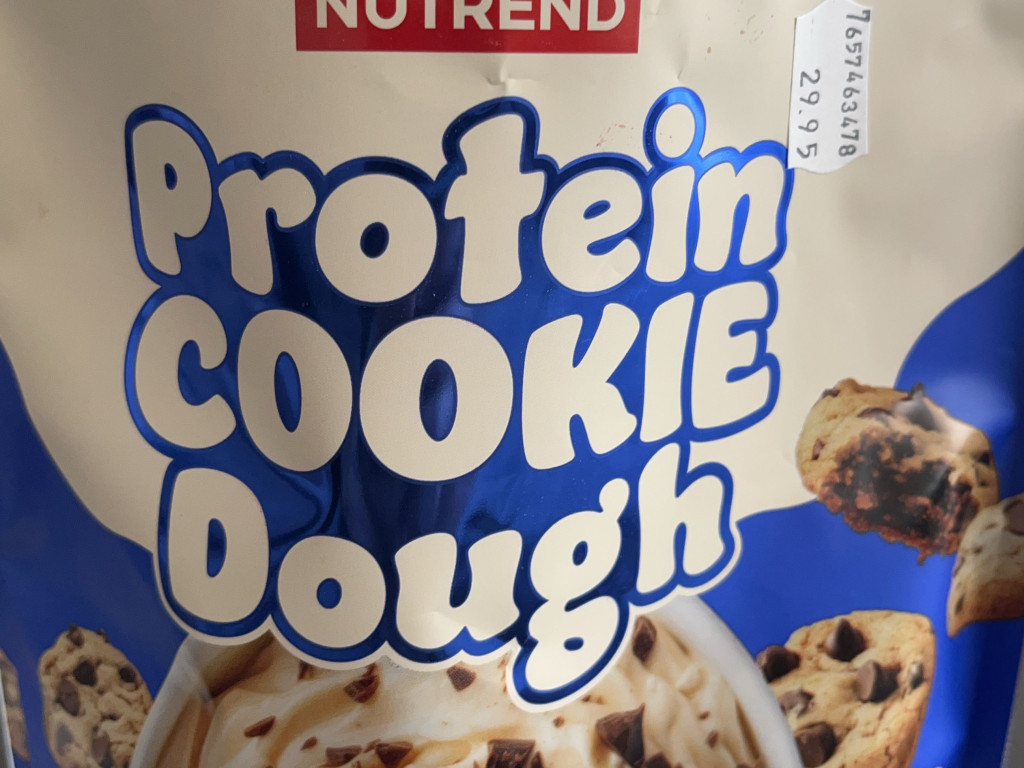 NUTREND
7657463478
29.95
Protein
COOKIE
Dough